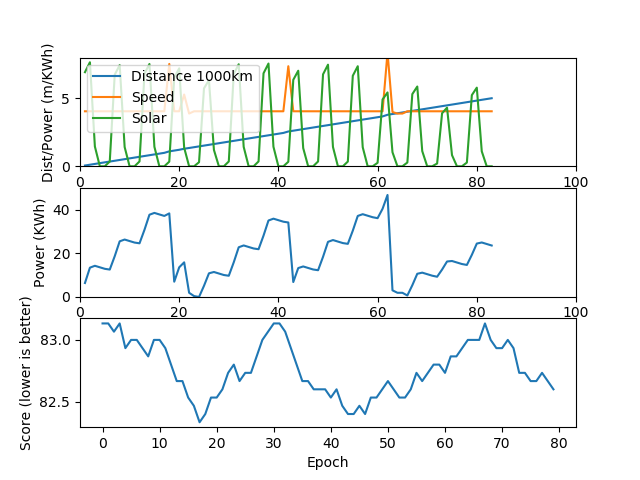 Dist/Power (m/KWh)
5
0
Distance 1000km
Speed
Solar
0 20 40 60 80 100
Power (KWh)
40
20
0
0 20 40 60 80 100
Score (lower is better)
83.0
82.5
0 10 20 30 40 50 60 70 80
Epoch